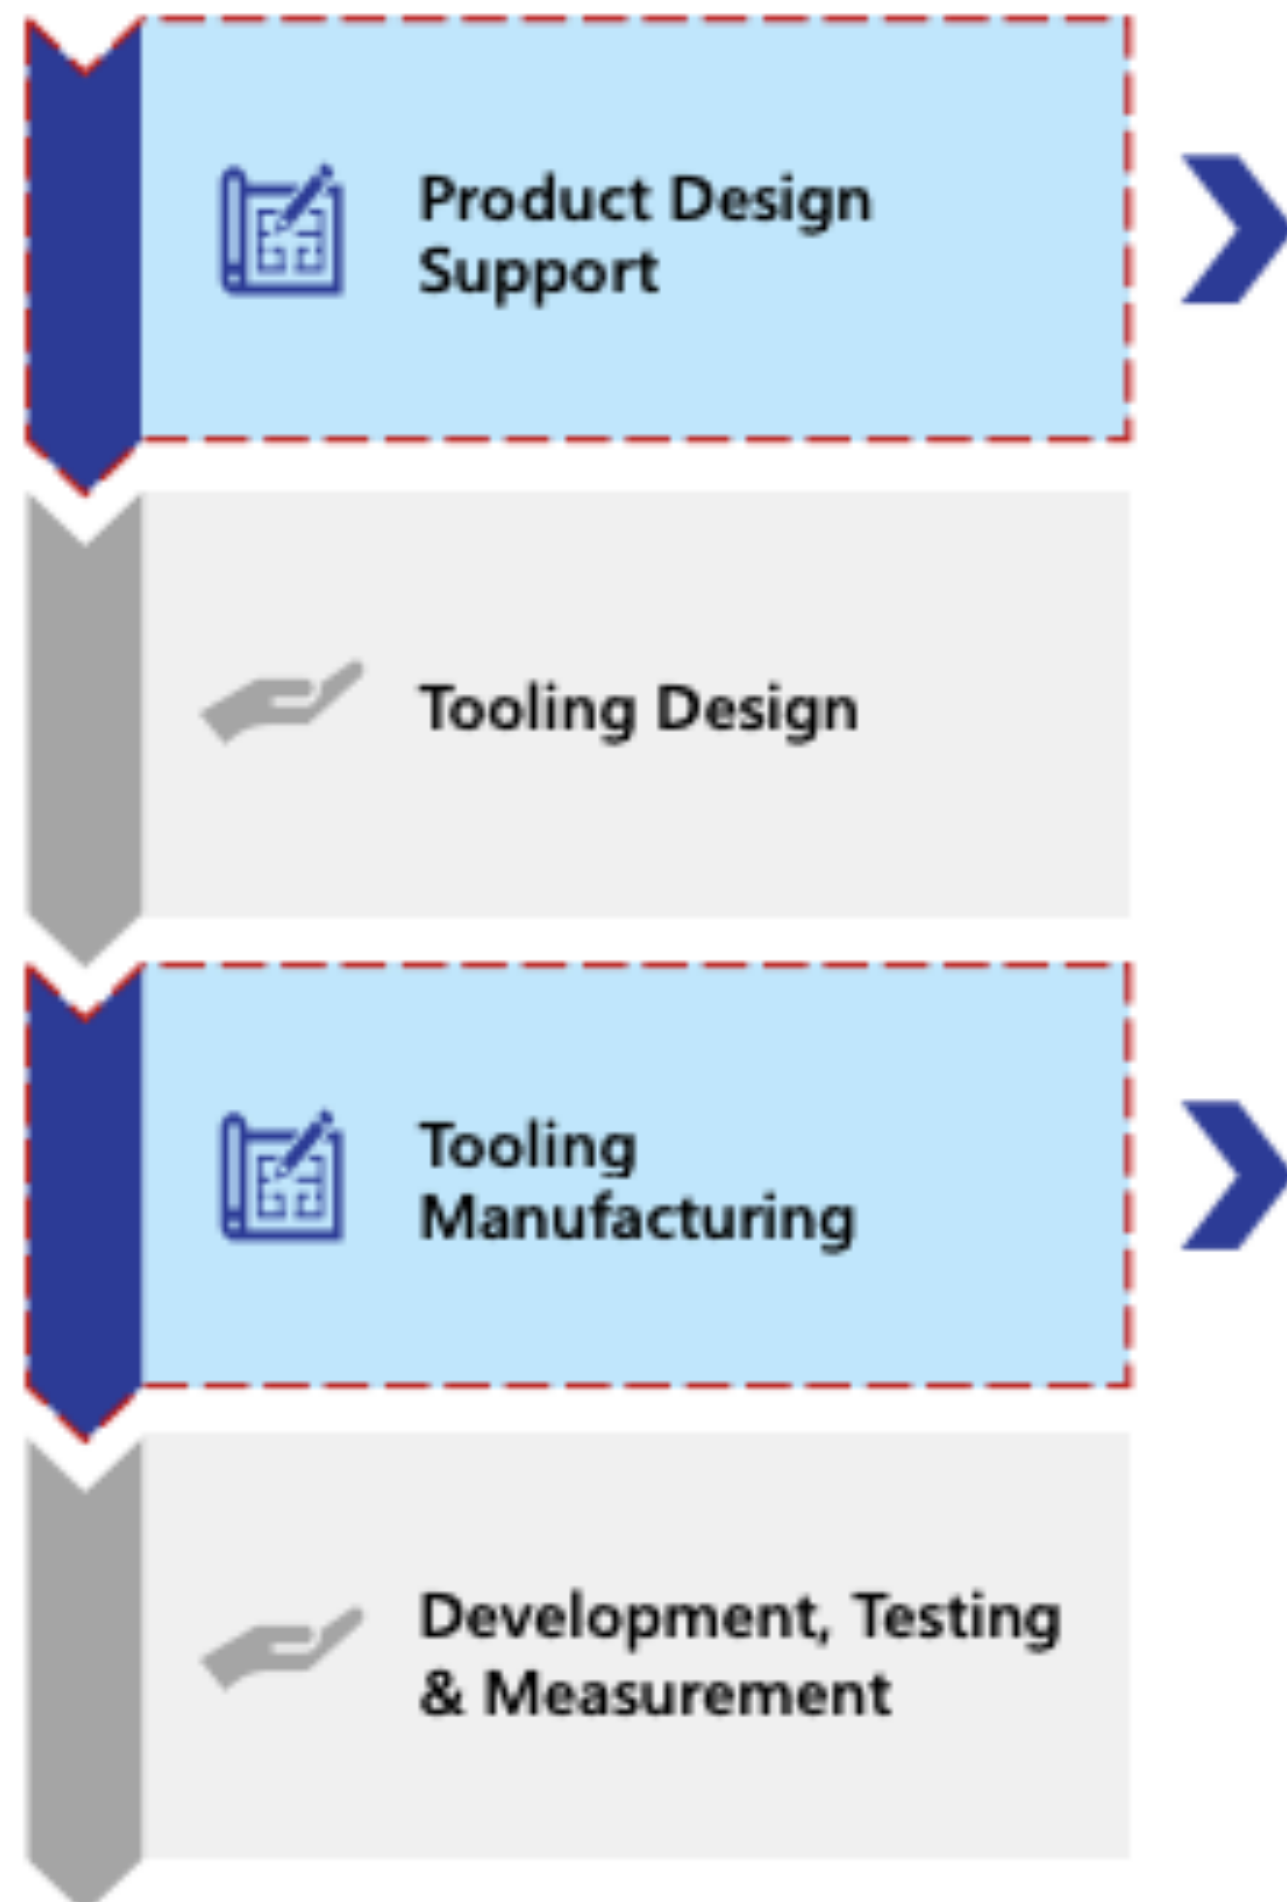 Product Design
Support
Tooling Design
Tooling
Manufacturing
Development, Testing
& Measurement